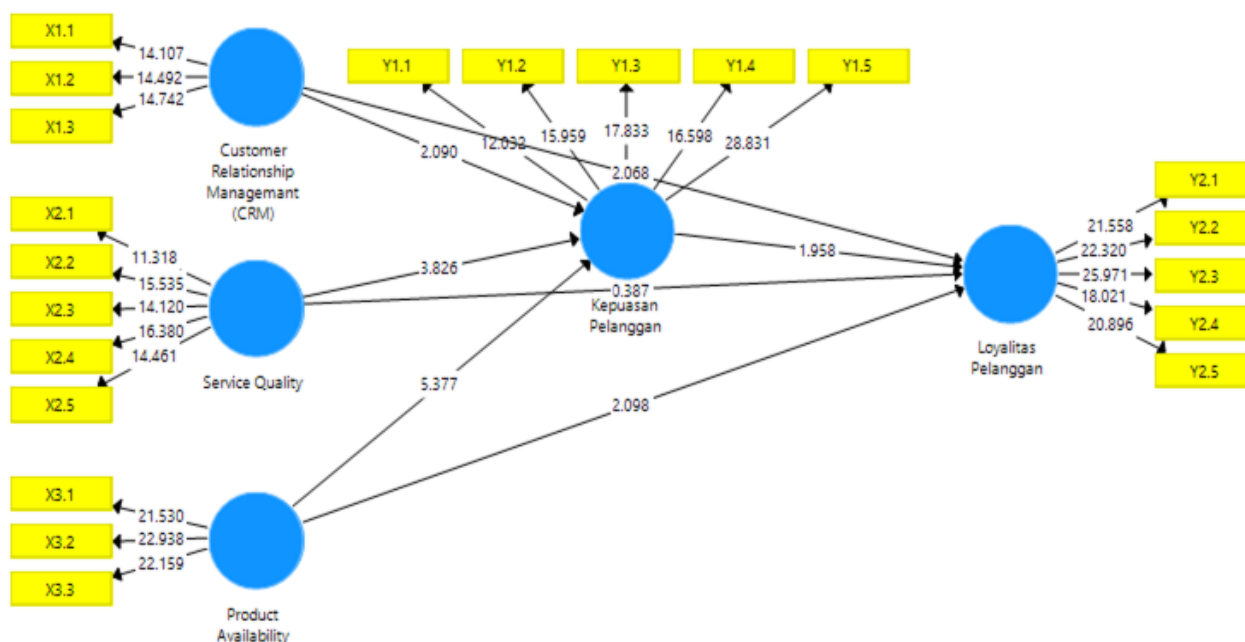 X1.1
X1.2
X1.3
14.107
14.492
14.742
Customer
Relationship
Managemant
(CRM)
Y1.1
Y1.2
Y1.3
Y1.4
Y1.5
12.032
15.959
17.833
16.598
28.831
2.090
2.068
X2.1
X2.2
X2.3
X2.4
X2.5
11.318
15.535
14.120
16.380
14.461
Service Quality
3.826
0.387
Kepuasan
Pelanggan
1.958
5.377
2.098
X3.1
X3.2
X3.3
21.530
22.938
22.159
Product
Availability
Loyalitas
Pelanggan
21.558
22.320
25.971
18.021
20.896
Y2.1
Y2.2
Y2.3
Y2.4
Y2.5